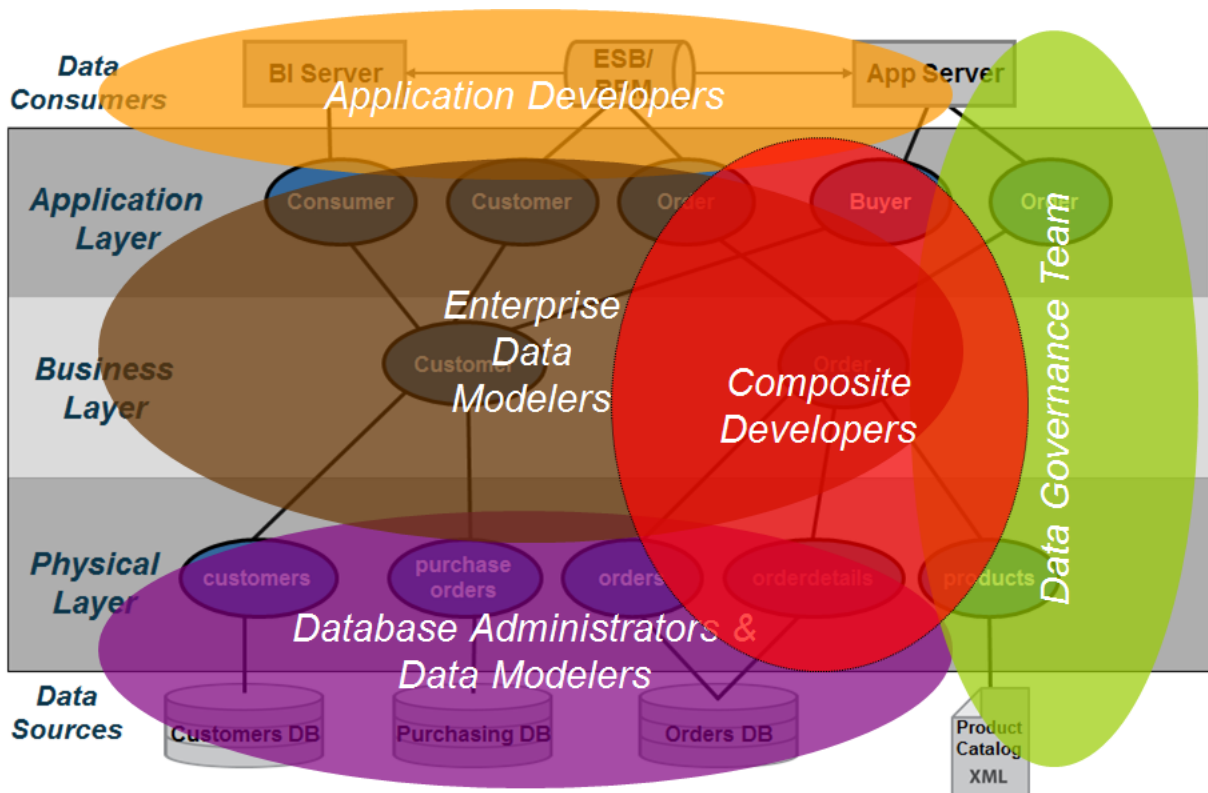 Data
Consumers
BI Server
ESB/
BPM
App Server
Application Developers
Application
Layer
Consumer
Customer
Order
Buyer
Order
Enterprise
Data
Modelers
Business
Layer
Customer
Order
Composite
Developers
Data Governance Team
Physical
Layer
customers
purchase
orders
orders
orderdetails
products
Database Administrators &
Data Modelers
Data
Sources
Customers DB
Purchasing DB
Orders DB
Product
Catalog
XML